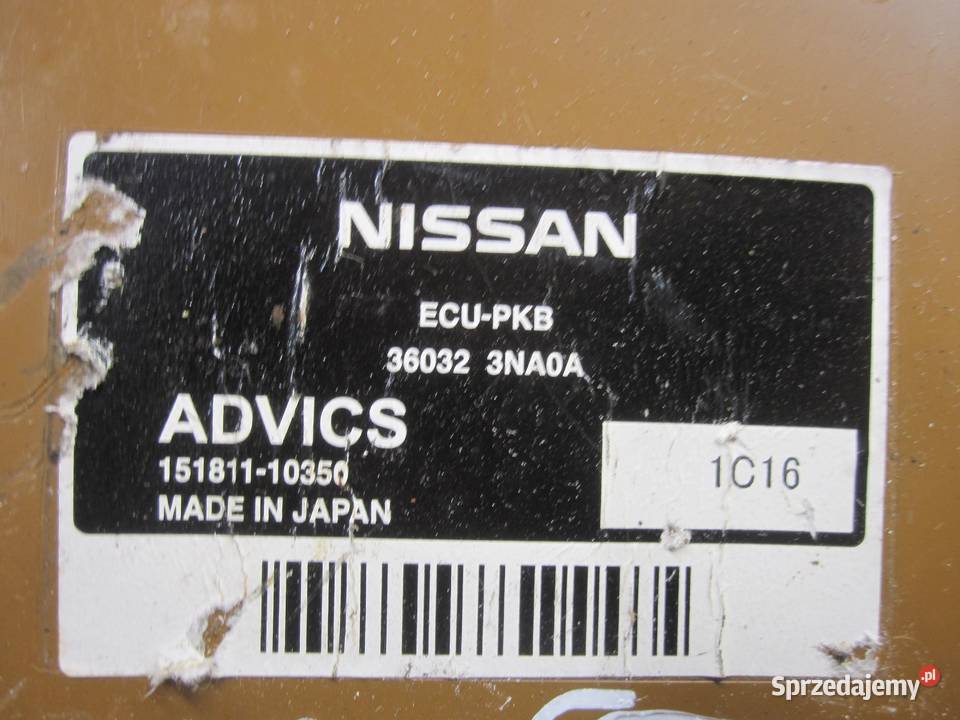 NISSAN
ECU-PKB
36032 3NA0A
ADVICS
151811-10350
MADE IN JAPAN
1C16
Sprzedajemy.pl